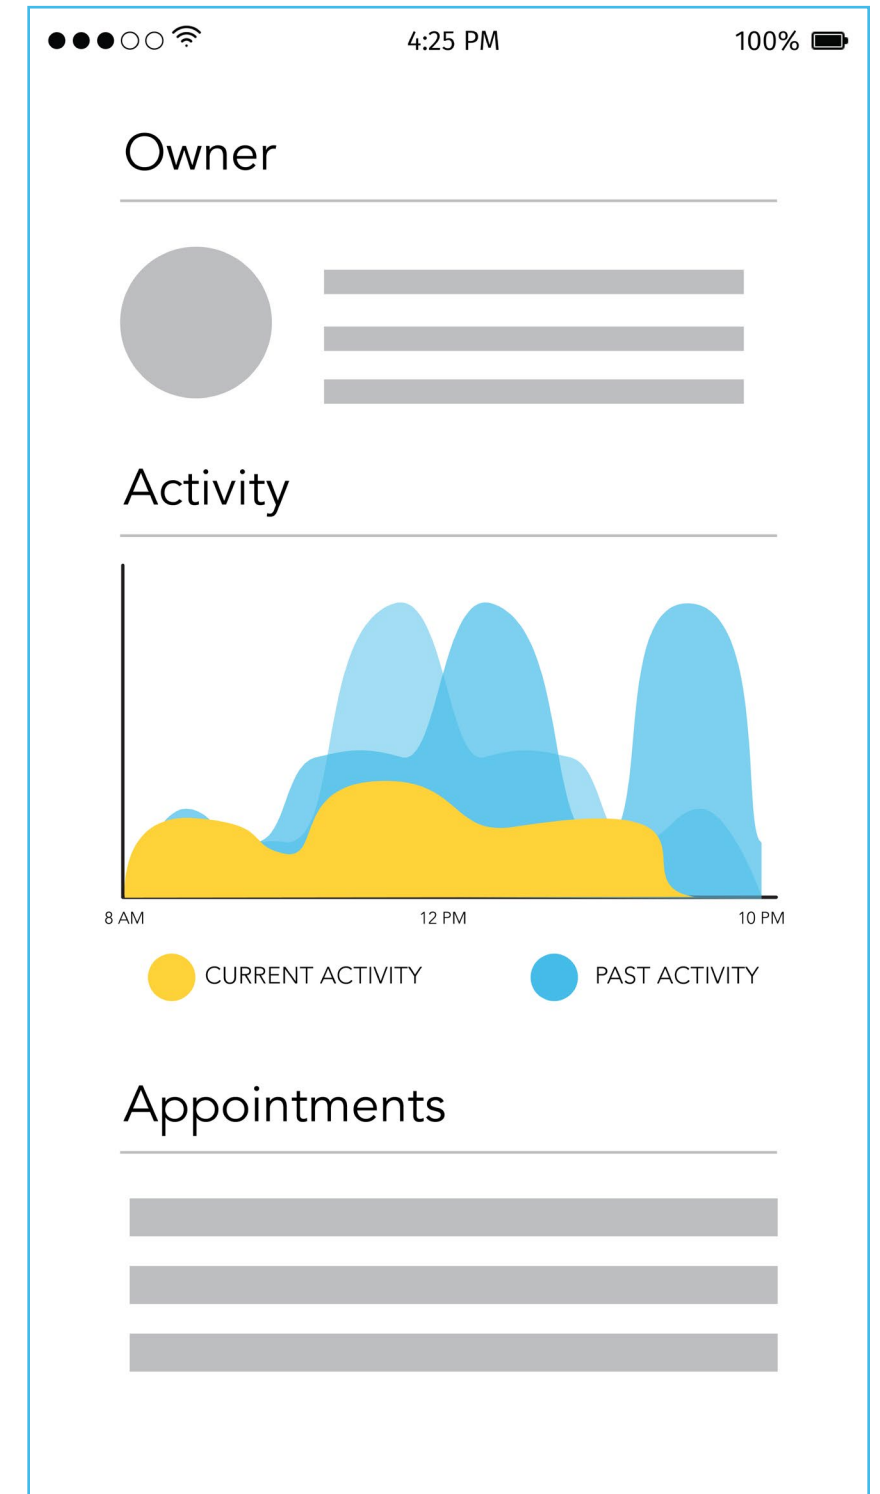 4:25 PM 100%
Owner
Activity
8 AM 12 PM 10 PM
CURRENT ACTIVITY PAST ACTIVITY
Appointments